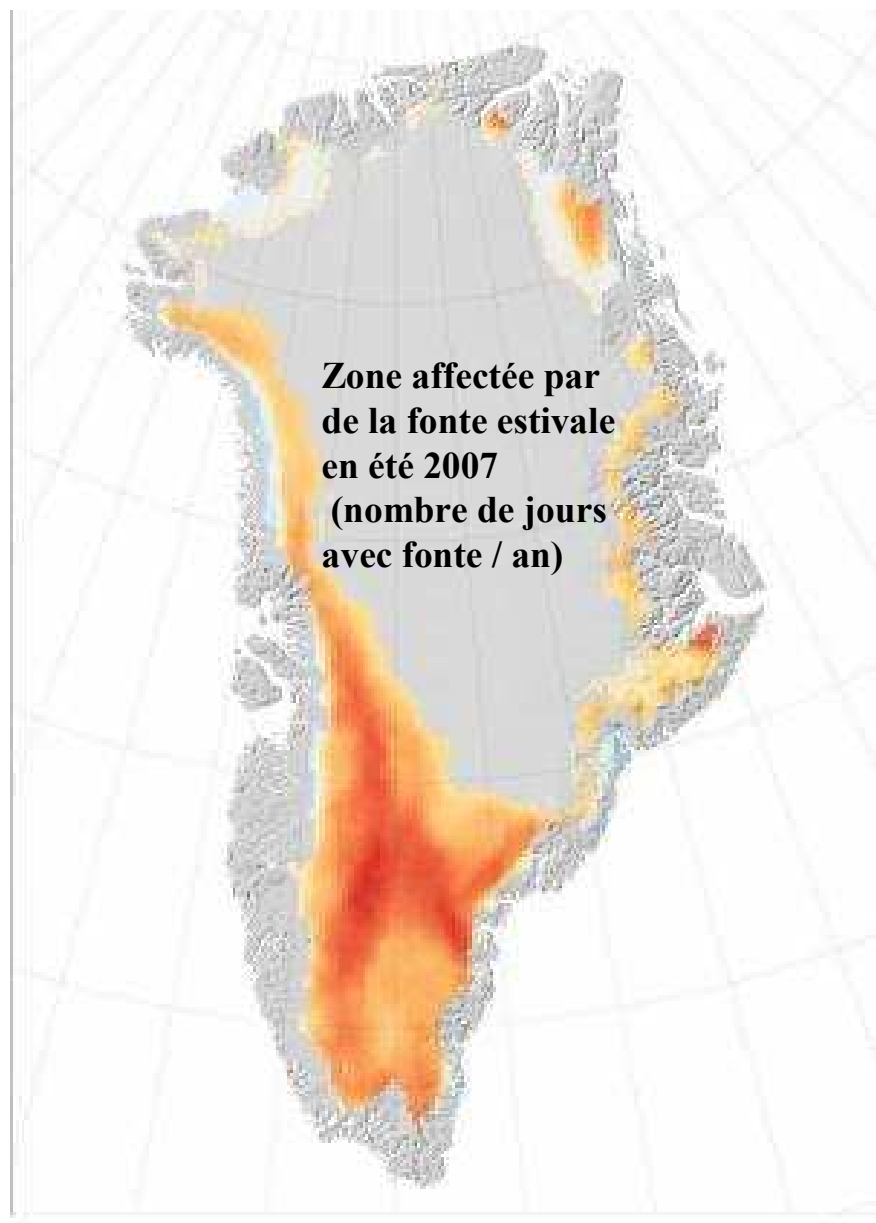 Zone affectée par
de la fonte estivale
en été 2007
(nombre de jours
avec fonte / an)